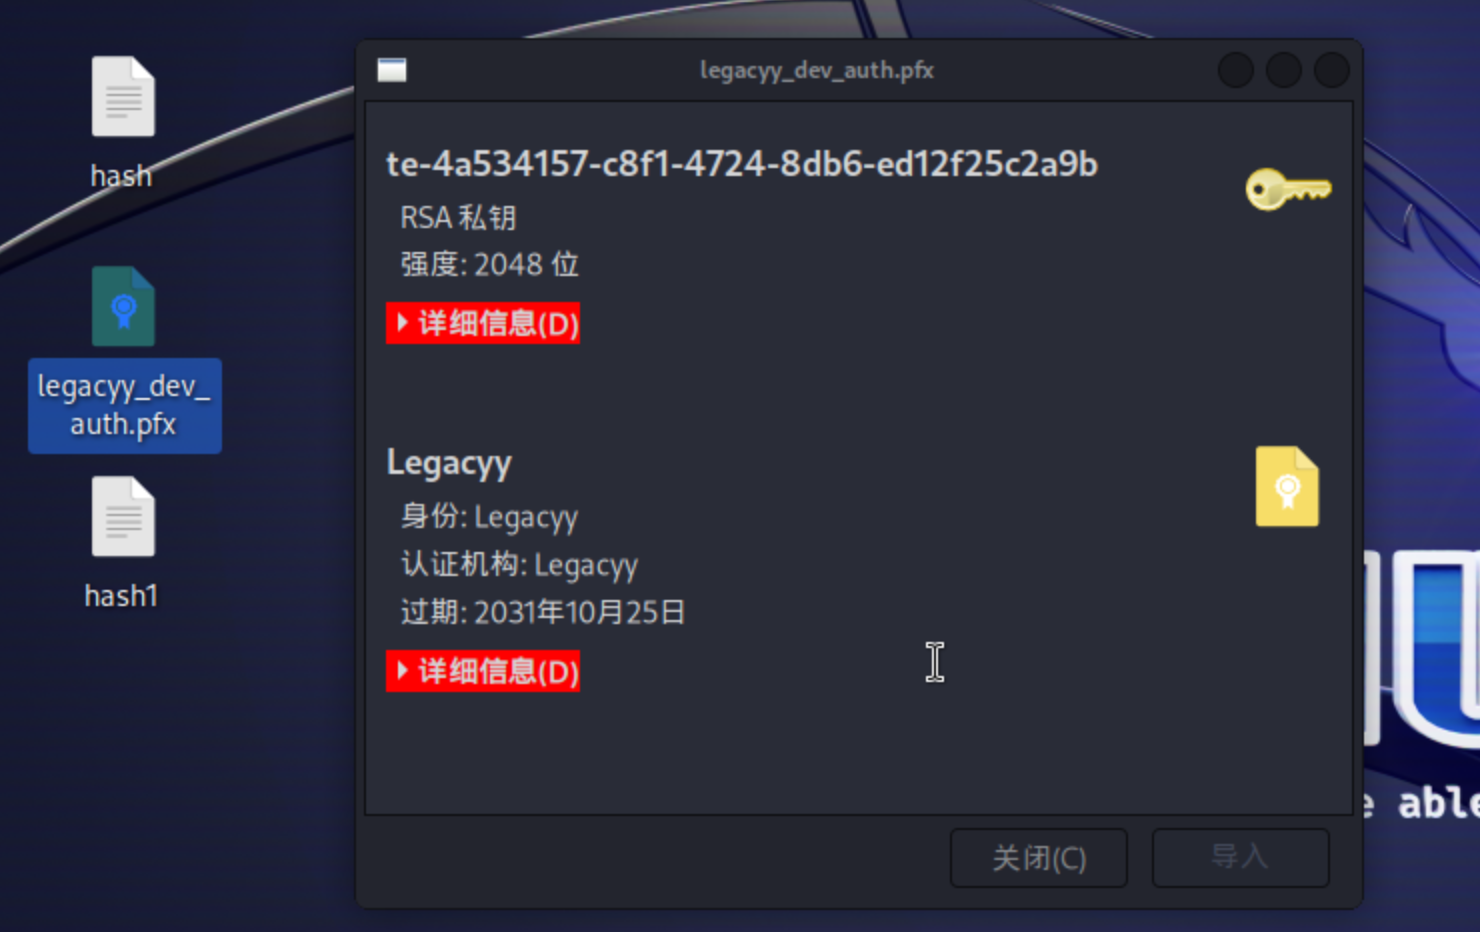 hash
legacyy_dev_
auth.pfx
hash1
legacyy_dev_auth.pfx
te-4a534157-c8f1-4724-8db6-ed12f25c2a9b
RSA 私钥
强度: 2048 位
详细信息(D)
Legacyy
身份: Legacyy
认证机构: Legacyy
过期: 2031年10月25日
详细信息(D)
关闭(C)
导入
able